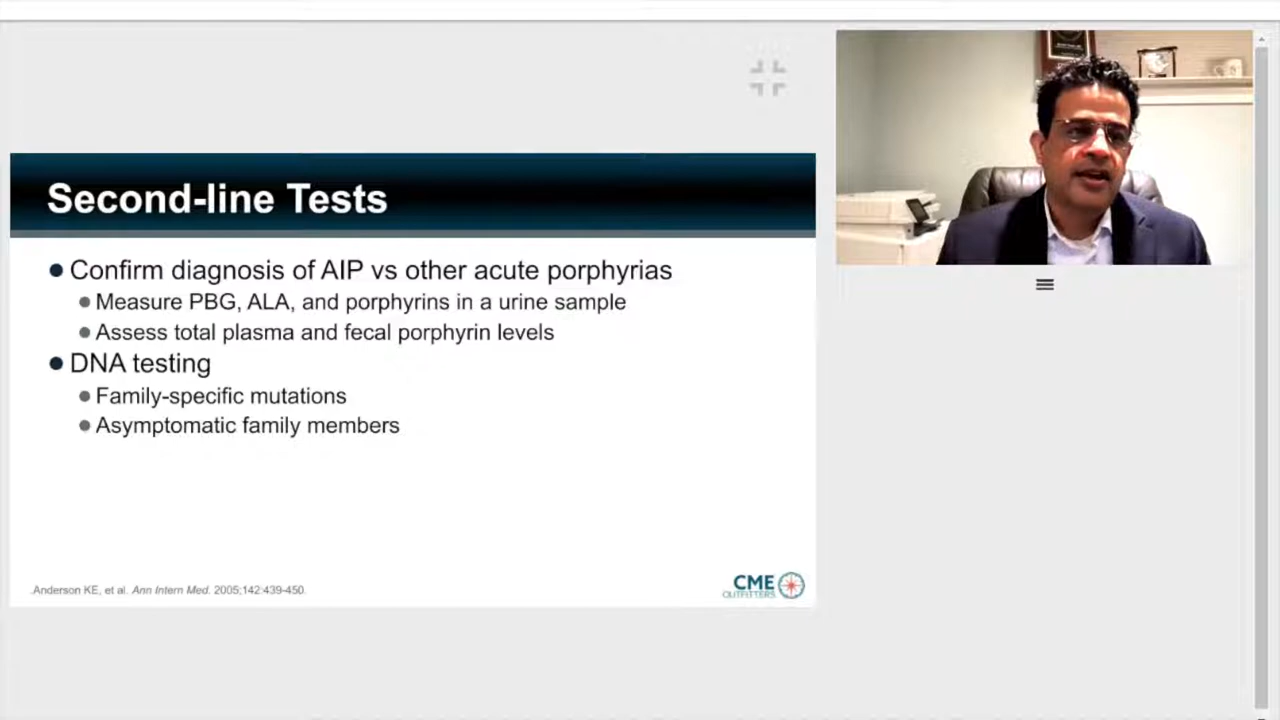 Second-line Tests
Confirm diagnosis of AIP vs other acute porphyrias
Measure PBG, ALA, and porphyrins in a urine sample
Assess total plasma and fecal porphyrin levels
DNA testing
Family-specific mutations
Asymptomatic family members
.Anderson KE, et al. Ann Intern Med. 2005;142:439-450.
CME
OUTFITTERS